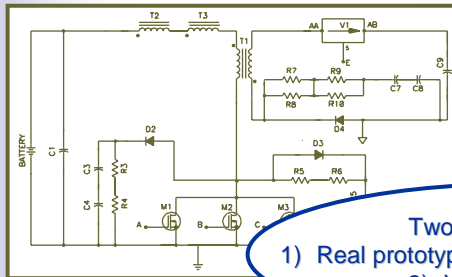 T2
T3
T1
AA
V1
AB
S
E
C9
R7
R9
C7
C8
R8
R10
D4
BATTERY
C1
D2
D3
C3
R3
R5
R6
C4
R4
M1
M2
M3
A
B
C
S
Two
1) Real prototyp
2)